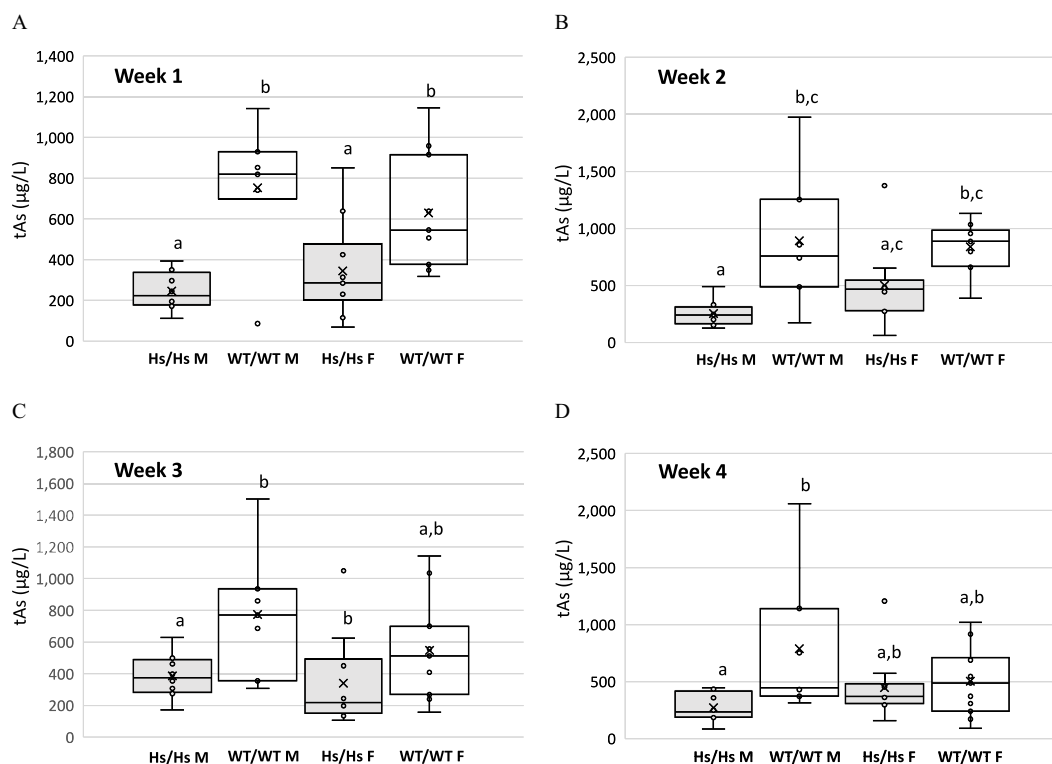 A
Week 1
tAs (µg/L)
1,400
1,200
1,000
800
600
400
200
0
a
b
a
b
Hs/Hs M
WT/WT M
Hs/Hs F
WT/WT F
B
Week 2
tAs (µg/L)
2,500
2,000
1,500
1,000
500
0
a
b,c
a,c
b,c
Hs/Hs M
WT/WT M
Hs/Hs F
WT/WT F
C
Week 3
tAs (µg/L)
1,800
1,600
1,400
1,200
1,000
800
600
400
200
0
a
b
b
a,b
Hs/Hs M
WT/WT M
Hs/Hs F
WT/WT F
D
Week 4
tAs (µg/L)
2,500
2,000
1,500
1,000
500
0
a
b
a,b
a,b
Hs/Hs M
WT/WT M
Hs/Hs F
WT/WT F